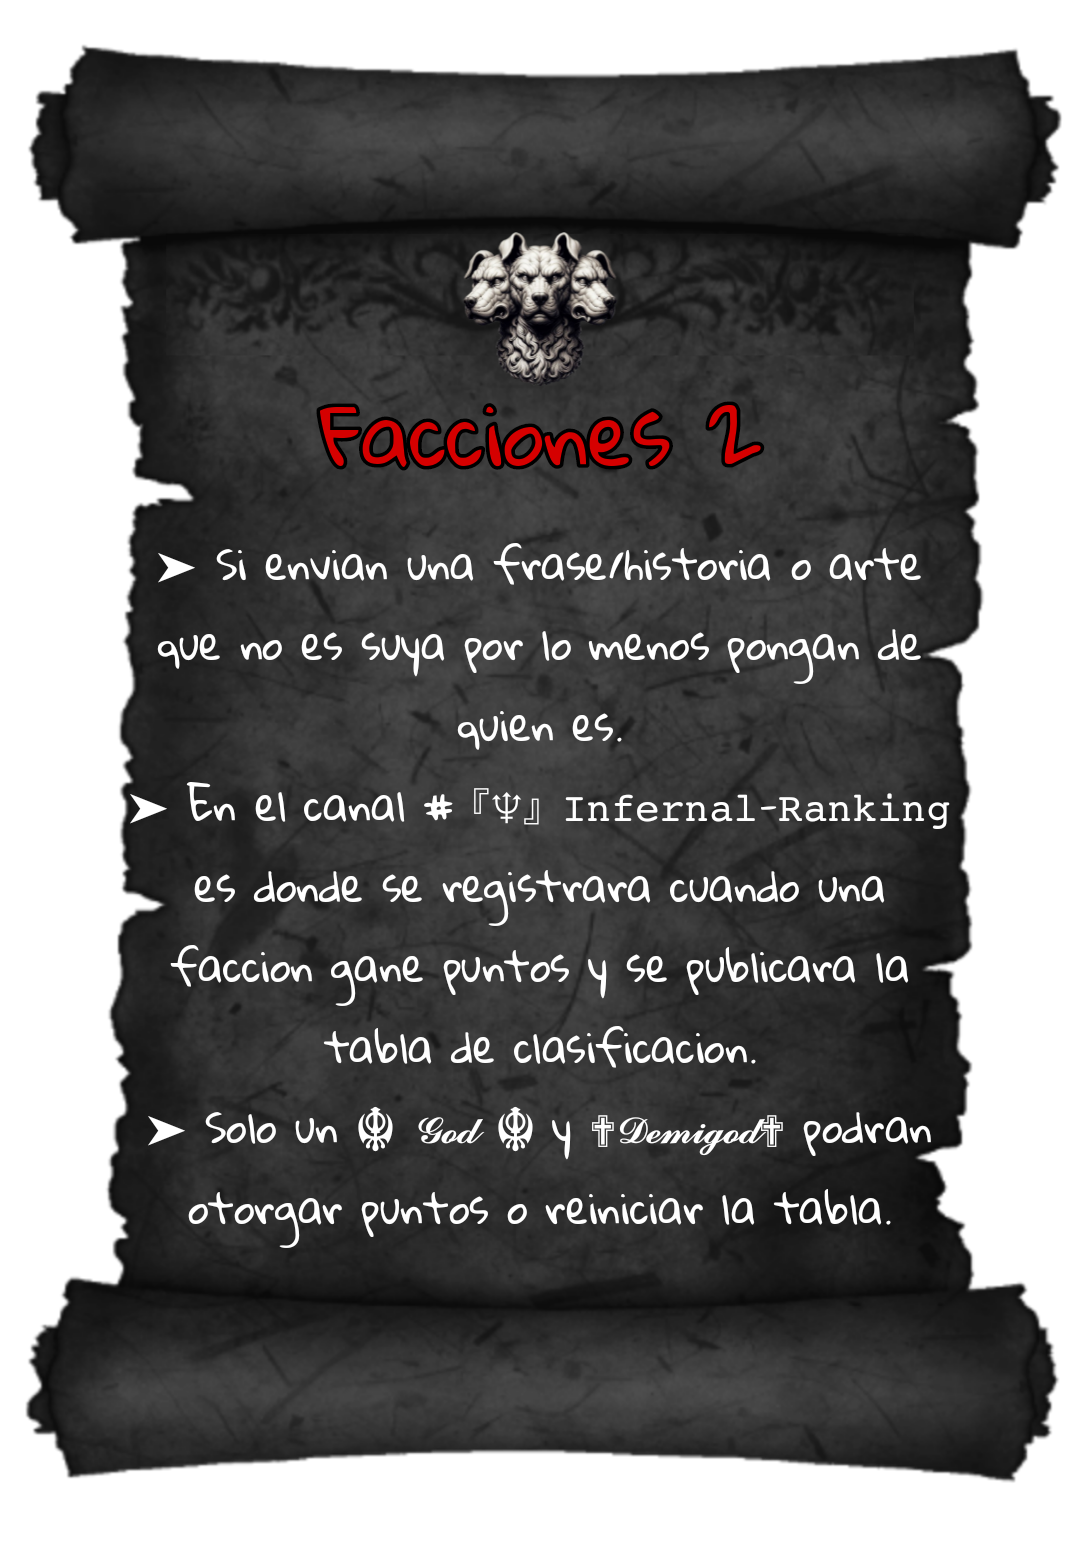 Facciones 2
➤ Si envian una frase/historia o arte
que no es suya por lo menos pongan de
quien es.
➤ En el canal # 『♆』 Infernal-Ranking
es donde se registrara cuando una
faccion gane puntos y se publicara la
tabla de clasificacion.
➤ Solo un ☬ 𝒢ℴ𝒹 ☬ y ✞𝒟ℯ𝓂𝒾ℊℴ𝒹✞ podran
otorgar puntos o reiniciar la tabla.